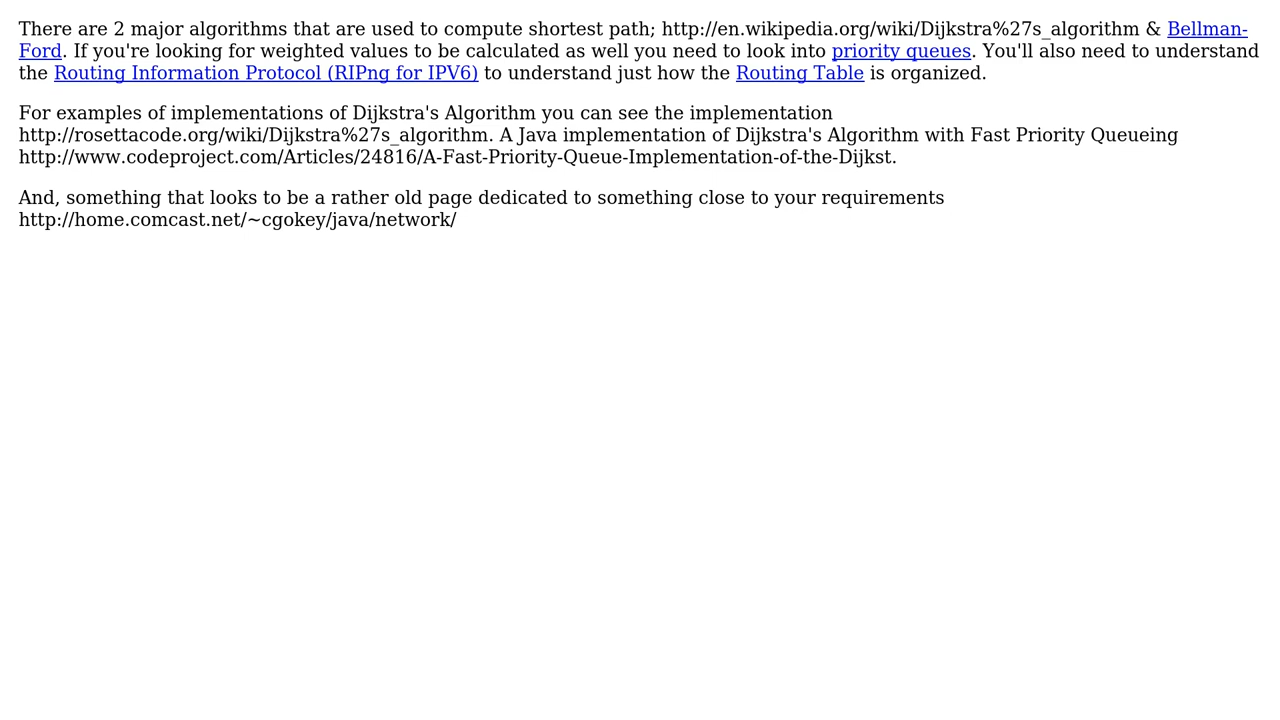 There are 2 major algorithms that are used to compute shortest path; http://en.wikipedia.org/wiki/Dijkstra%27s_algorithm & Bellman-
Ford. If you're looking for weighted values to be calculated as well you need to look into priority queues. You'll also need to understand
the Routing Information Protocol (RIPng for IPV6) to understand just how the Routing Table is organized.
For examples of implementations of Dijkstra's Algorithm you can see the implementation
http://rosettacode.org/wiki/Dijkstra%27s_algorithm. A Java implementation of Dijkstra's Algorithm with Fast Priority Queueing
http://www.codeproject.com/Articles/24816/A-Fast-Priority-Queue-Implementation-of-the-Dijkst.
And, something that looks to be a rather old page dedicated to something close to your requirements
http://home.comcast.net/~cgokey/java/network/